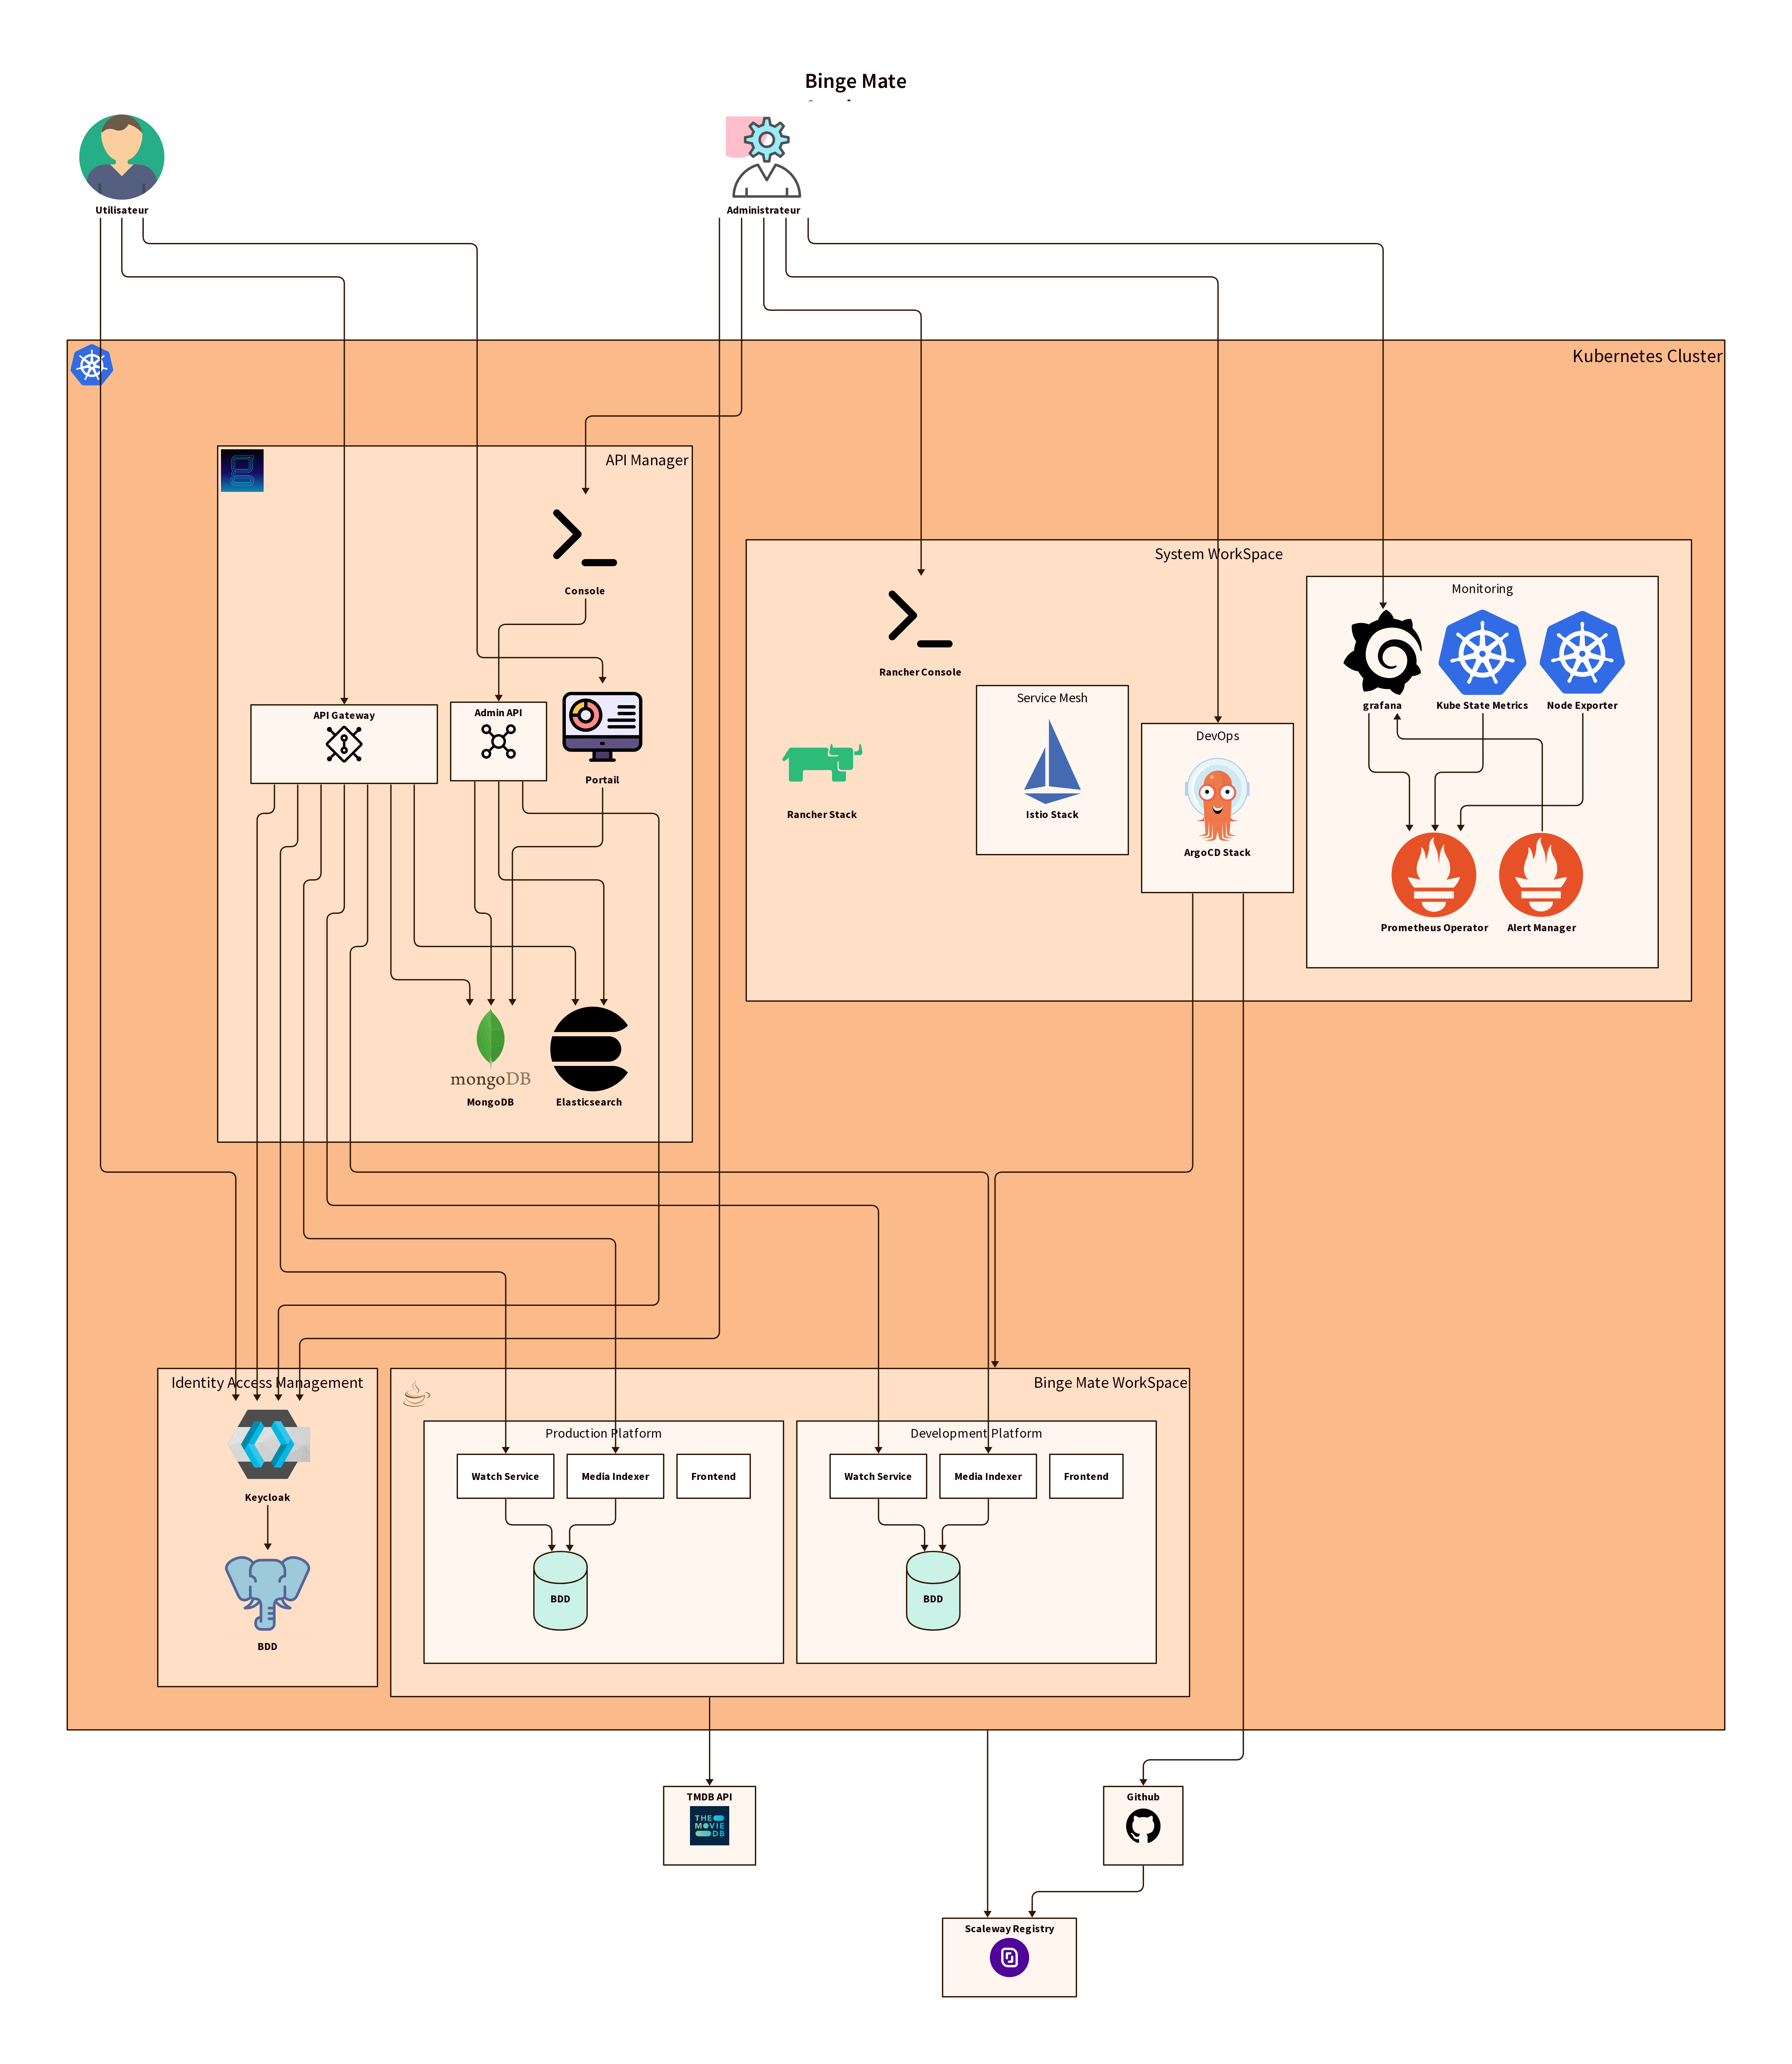 Binge Mate
Utilisateur
Administrateur
Kubernetes Cluster
API Manager
Console
System WorkSpace
Monitoring
grafana
Kube State Metrics
Node Exporter
Rancher Console
Service Mesh
API Gateway
Admin API
Portail
DevOps
Rancher Stack
Istio Stack
ArgoCD Stack
Prometheus Operator
Alert Manager
mongoDB
MongoDB
Elasticsearch
Identity Access Management
Binge Mate WorkSpace
Production Platform
Development Platform
Watch Service
Media Indexer
Frontend
Watch Service
Media Indexer
Frontend
Keycloak
BDD
BDD
BDD
TMDB API
THE
MOVIE
DB
Github
Scaleway Registry